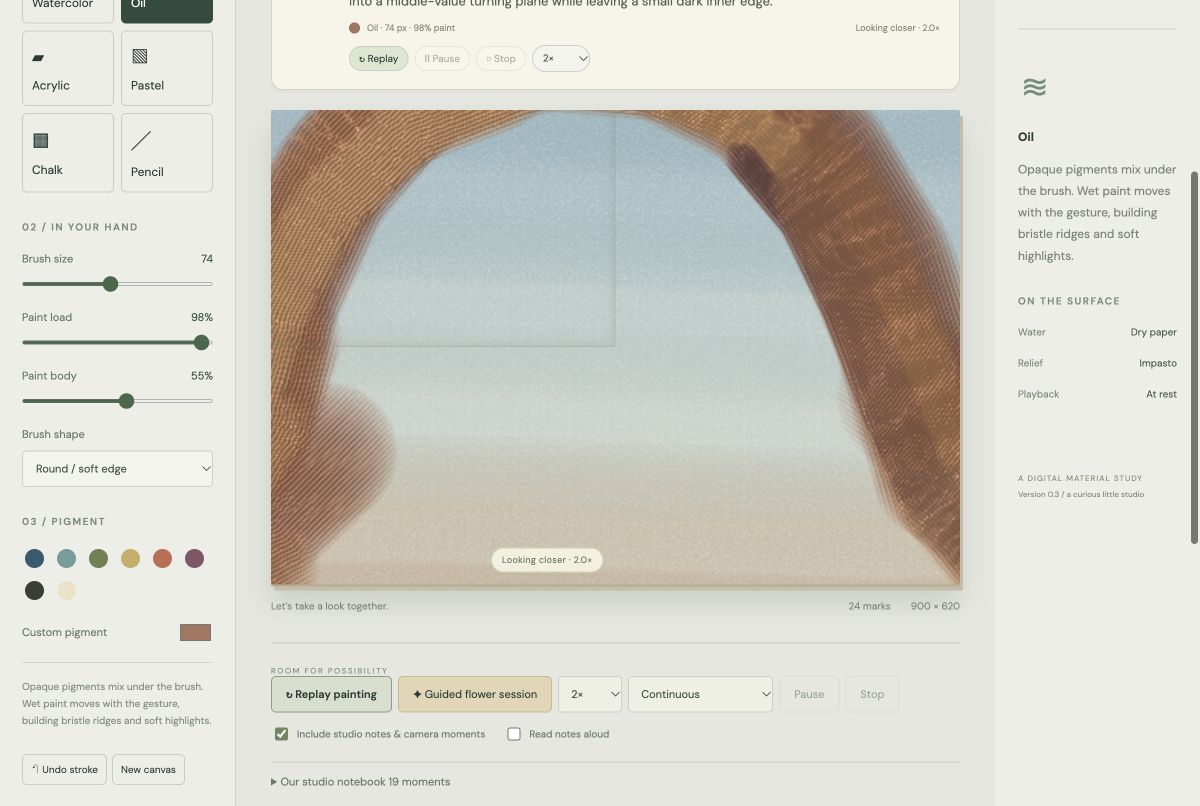 Watercolor
Oil
Acrylic
Pastel
Chalk
Pencil
02 / IN YOUR HAND
Brush size 74
Paint load 98%
Paint body 55%
Brush shape
Round / soft edge
03 / PIGMENT
Custom pigment
Opaque pigments mix under the brush.
Wet paint moves with the gesture,
building bristle ridges and soft highlights.
Undo stroke
New canvas
into a middle-value turning plane while leaving a small dark inner edge.
Oil · 74 px · 98% paint
Looking closer · 2.0×
↻ Replay
II Pause
Stop
2×
Looking closer · 2.0×
Let's take a look together.
24 marks
900 × 620
ROOM FOR POSSIBILITY
↻ Replay painting
✦ Guided flower session
2×
Continuous
Pause
Stop
Include studio notes & camera moments
Read notes aloud
▶ Our studio notebook 19 moments
Oil
Opaque pigments mix under
the brush. Wet paint moves
with the gesture, building
bristle ridges and soft
highlights.
ON THE SURFACE
Water Dry paper
Relief Impasto
Playback At rest
A DIGITAL MATERIAL STUDY
Version 0.3 / a curious little studio